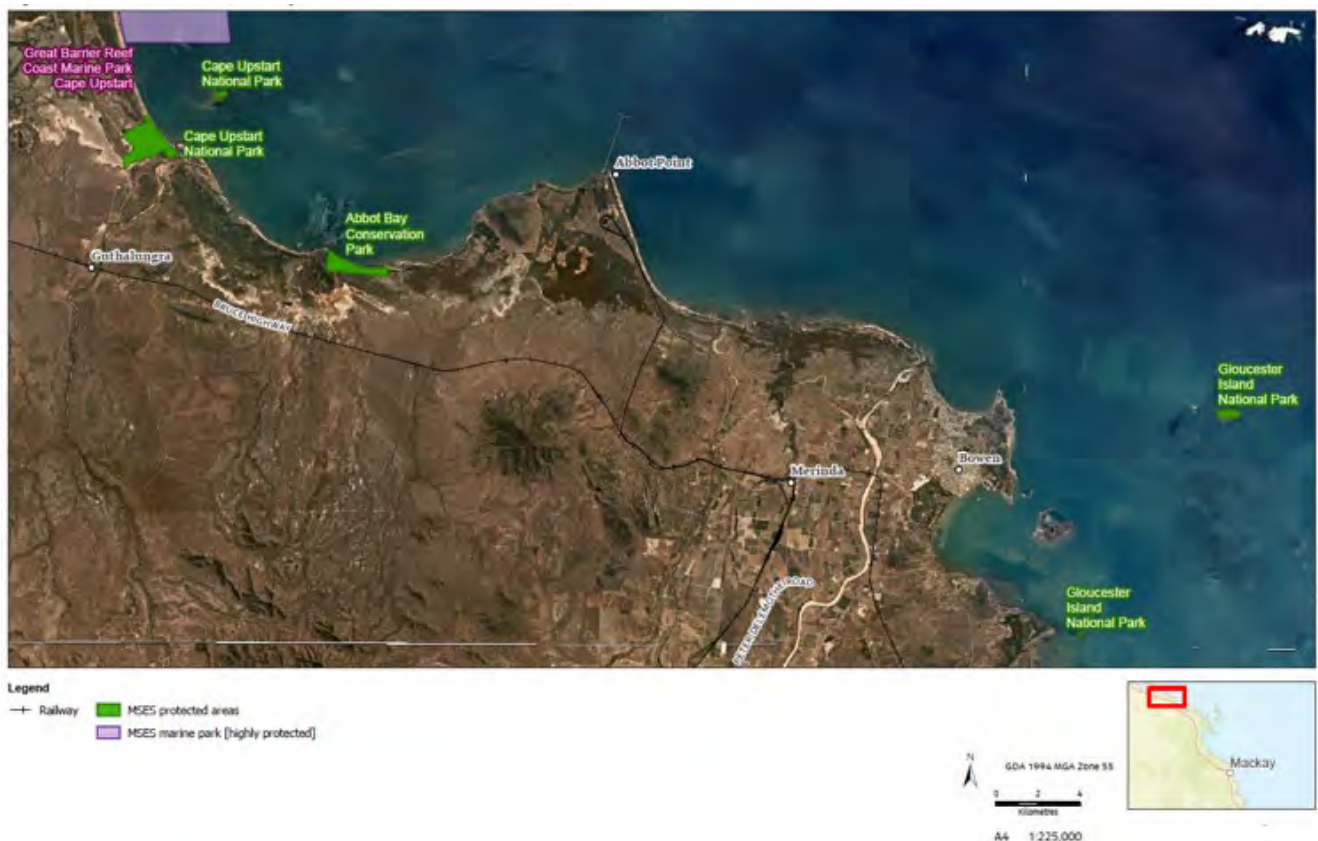 Great Barrier Reef
Coast Marine Park
Cape Upstart
Cape Upstart
National Park
Cape Upstart
National Park
Abbot Point
Abbot Bay
Conservation
Park
Guthalungra
BRUCE HIGHWAY
Gloucester
Island
National Park
Merinda
Bowen
PETER DELEMOTHE ROAD
Gloucester
Island
National Park
Legend
Railway
MSES protected areas
MSES marine park [highly protected]
Mackay
N
GDA 1994 MGA Zone 55
0 2 4
Kilometres
A4 1:225,000